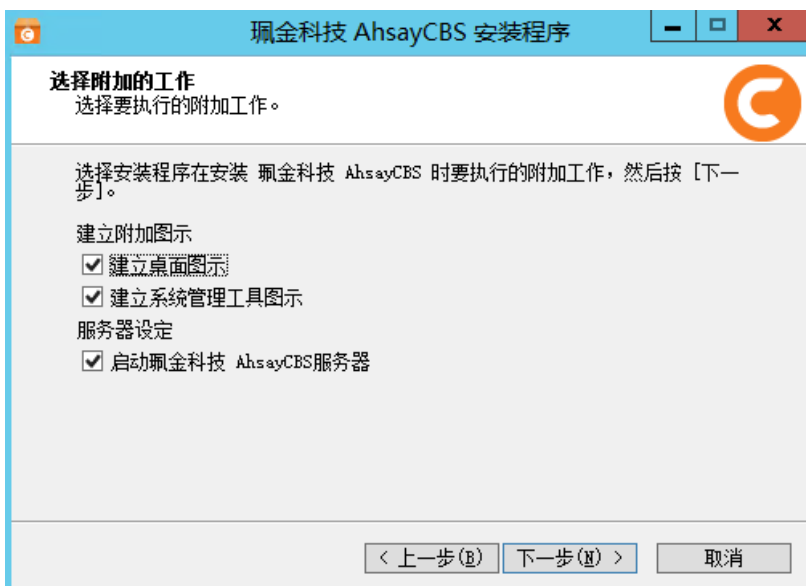 珮金科技 AhsayCBS 安装程序
选择附加的工作
选择要执行的附加工作。
选择安装程序在安装 珮金科技 AhsayCBS 时要执行的附加工作，然后按 [下一
步]。
建立附加图示
建立桌面图示
建立系统管理工具图示
服务器设定
启动珮金科技 AhsayCBS服务器
< 上一步(B)
下一步(N) >
取消